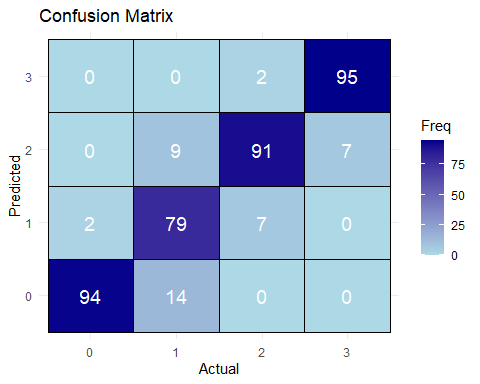 Confusion Matrix
3
0 0 2 95
2
0 9 91 7
1
2 79 7 0
0
94 14 0 0
0 1 2 3
Actual
Predicted
Freq
75
50
25
0